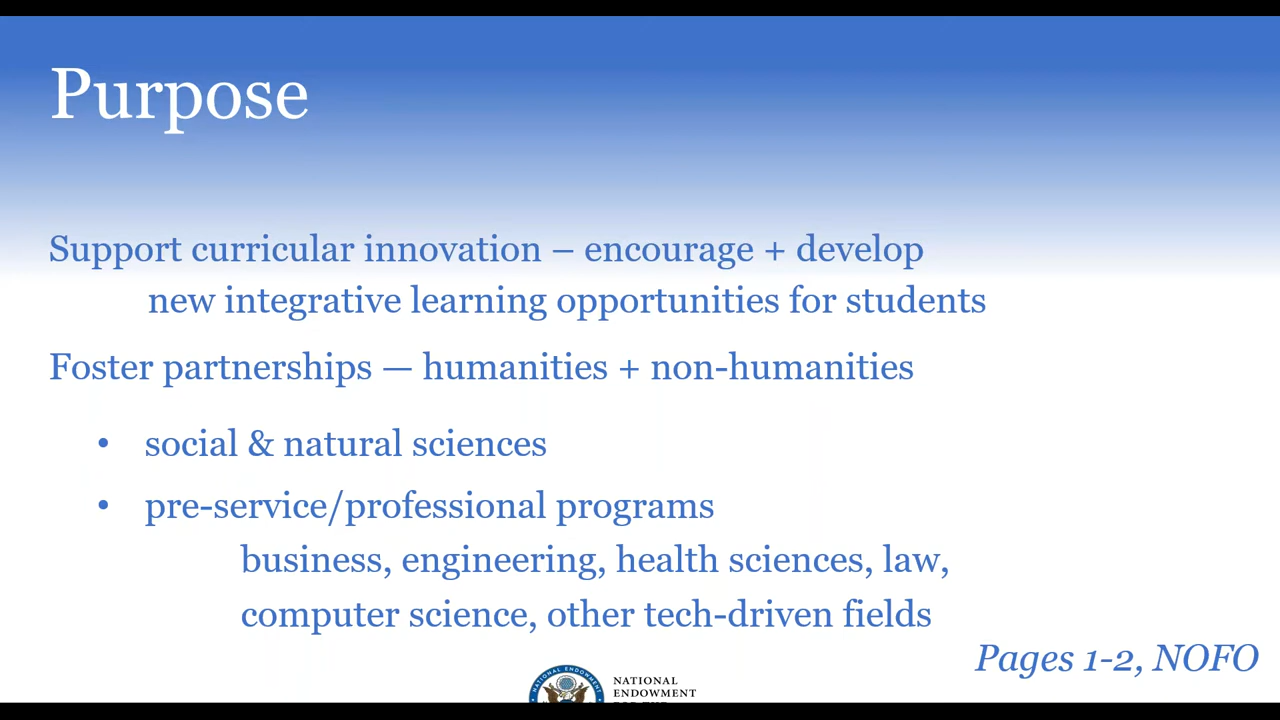 Purpose
Support curricular innovation – encourage + develop
new integrative learning opportunities for students
Foster partnerships — humanities + non-humanities
• social & natural sciences
• pre-service/professional programs
business, engineering, health sciences, law,
computer science, other tech-driven fields
Pages 1-2, NOFO
NATIONAL ENDOWMENT
NATIONAL
ENDOWMENT